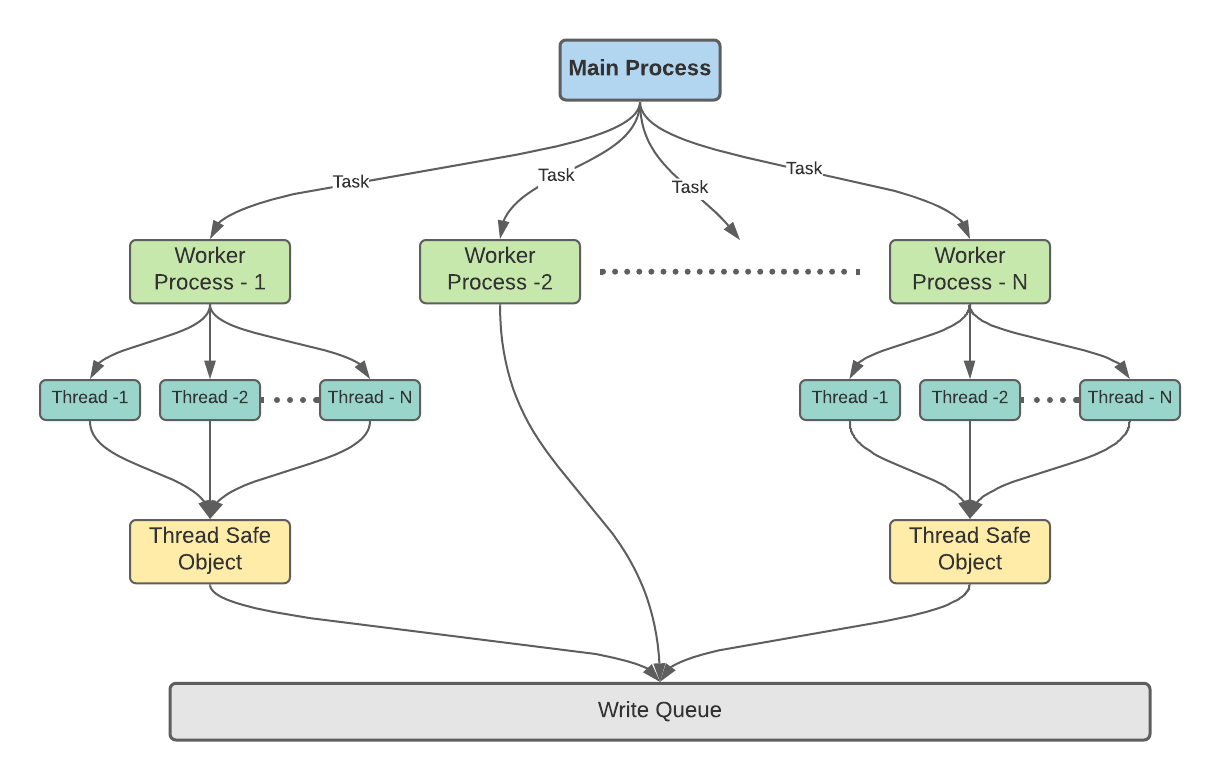 Main Process
Task
Task
Task
Task
Worker
Process - 1
Worker
Process -2
Worker
Process - N
Thread -1
Thread -2
Thread - N
Thread -1
Thread -2
Thread - N
Thread Safe
Object
Thread Safe
Object
Write Queue